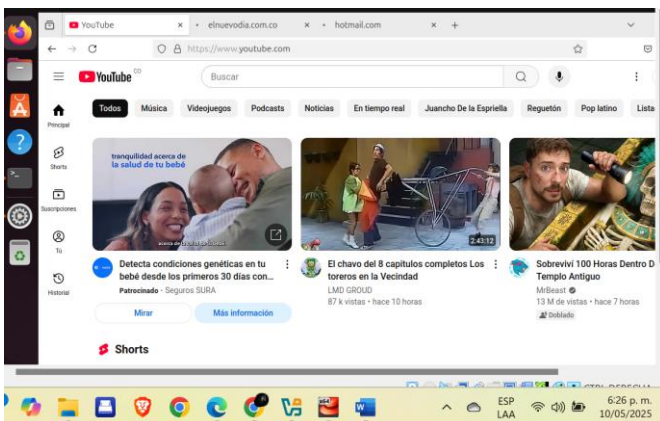 YouTube
elnuevodia.com.co
hotmail.com
https://www.youtube.com
YouTube CO
Buscar
Todos
Música
Videojuegos
Podcasts
Noticias
En tiempo real
Juancho De la Espriella
Reguetón
Pop latino
Lista
Principal
Shorts
Suscripciones
Tú
Historial
tranquilidad acerca de
la salud de tu bebé
2:43:12
Detecta condiciones genéticas en tu
bebé desde los primeros 30 días con...
Patrocinado · Seguros SURA
Mirar
Más información
El chavo del 8 capitulos completos Los
toreros en la Vecindad
LMD GROUD
87 k vistas · hace 10 horas
Sobreviví 100 Horas Dentro D
Templo Antiguo
MrBeast
13 M de vistas · hace 7 horas
Doblado
Shorts
CTRL DERECHA
ESP
LAA
6:26 p. m.
10/05/2025